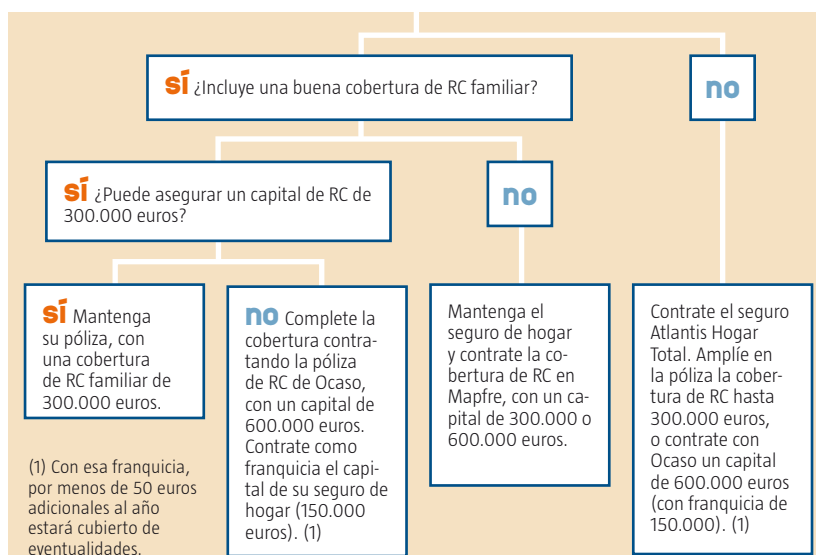 sí ¿Incluye una buena cobertura de RC familiar?
no
sí ¿Puede asegurar un capital de RC de
300.000 euros?
no
sí Mantenga
su póliza, con
una cobertura
de RC familiar de
300.000 euros.
no Complete la
cobertura contra-
tando la póliza
de RC de Ocaso,
con un capital de
600.000 euros.
Contrate como
franquicia el capi-
tal de su seguro de
hogar (150.000
euros). (1)
Mantenga el
seguro de hogar
y contrate la co-
bertura de RC en
Mapfre, con un ca-
pital de 300.000 o
600.000 euros.
Contrate el seguro
Atlantis Hogar
Total. Amplíe en
la póliza la cober-
tura de RC hasta
300.000 euros,
o contrate con
Ocaso un capital
de 600.000 euros
(con franquicia de
150.000). (1)
(1) Con esa franquicia,
por menos de 50 euros
adicionales al año
estará cubierto de
eventualidades.